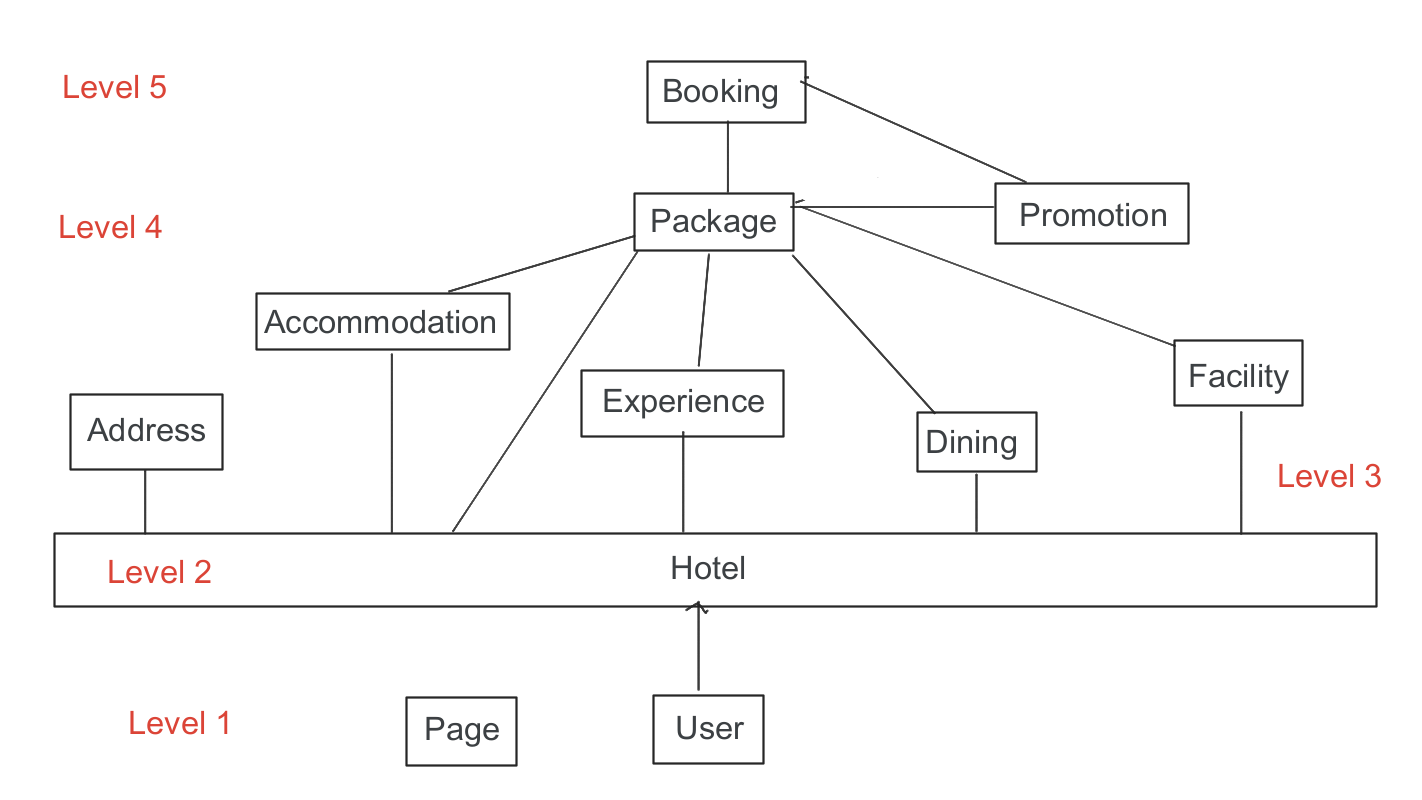 Level 5
Booking
Level 4
Package
Promotion
Accommodation
Experience
Facility
Address
Dining
Level 3
Level 2
Hotel
Level 1
Page
User